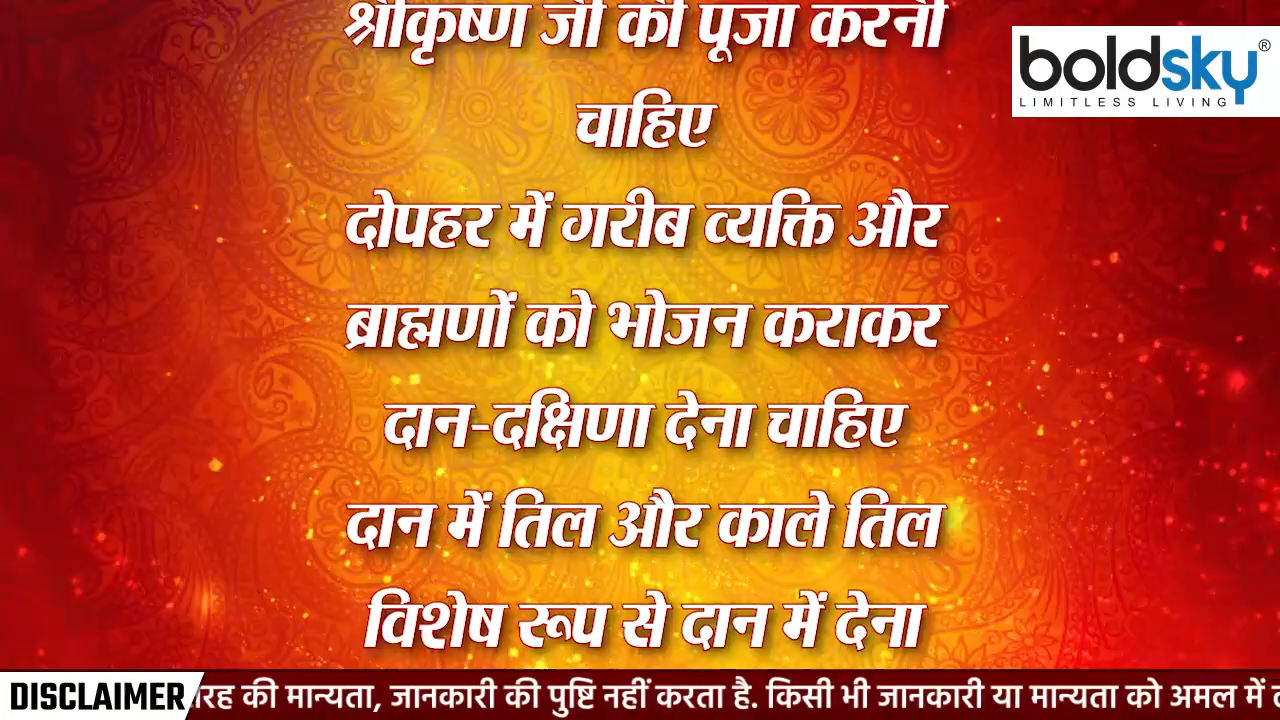 श्रीकृष्ण जी की पूजा करनी
boldsky®
LIMITLESS LIVING
चाहिए
दोपहर में गरीब व्यक्ति और
ब्राह्मणों को भोजन कराकर
दान-दक्षिणा देना चाहिए
दान में तिल और काले तिल
विशेष रूप से दान में देना
DISCLAIMER
की मान्यता, जानकारी की पुष्टि नहीं करता है. किसी भी जानकारी या मान्यता को अमल में